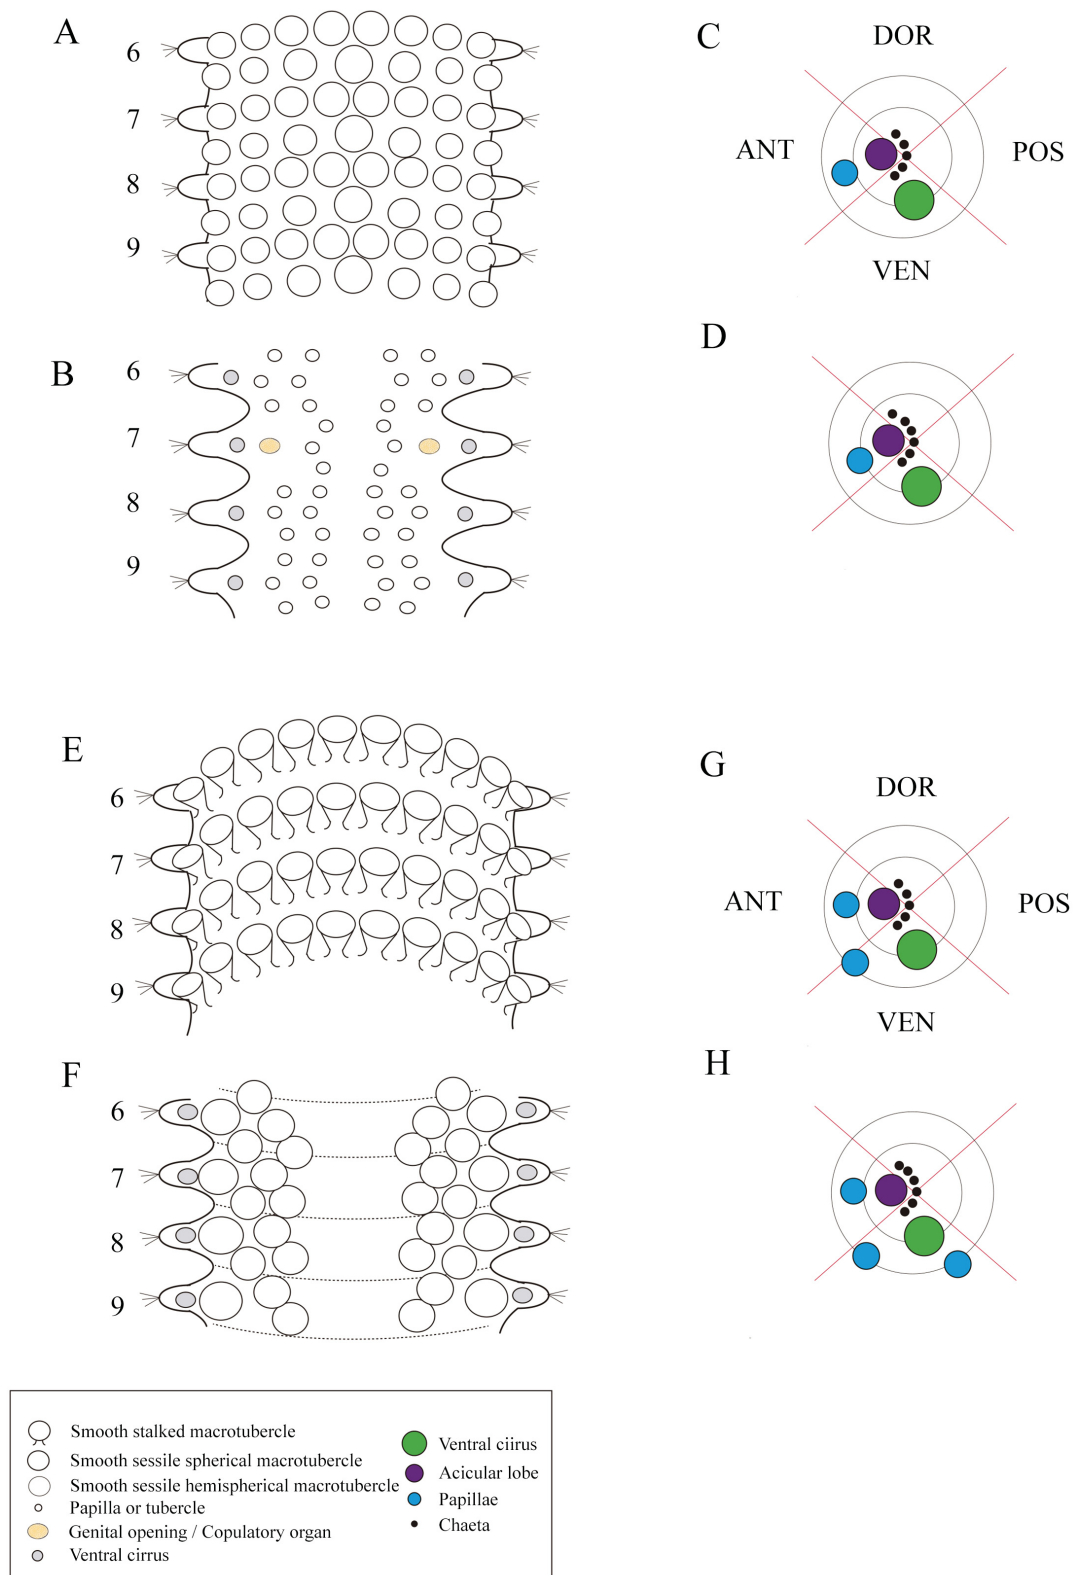 A
6
7
8
9
B
6
7
8
9
C
DOR
ANT
POS
VEN
D
E
6
7
8
9
F
6
7
8
9
G
DOR
ANT
POS
VEN
H
Smooth stalked macrotubercle
Smooth sessile spherical macrotubercle
Smooth sessile hemispherical macrotubercle
Papilla or tubercle
Genital opening / Copulatory organ
Ventral cirrus
Ventral ciirus
Acicular lobe
Papillae
Chaeta